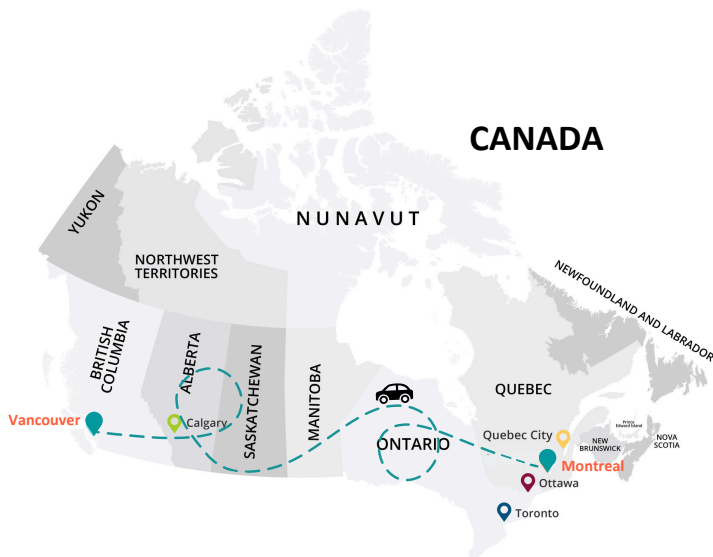 CANADA
YUKON
NUNAVUT
NORTHWEST
TERRITORIES
NEWFOUNDLAND AND LABRADOR
BRITISH
COLUMBIA
ALBERTA
SASKATCHEWAN
MANITOBA
QUEBEC
Vancouver
Calgary
ONTARIO
Quebec City
Prince
Edward Island
NEW
BRUNSWICK
NOVA
SCOTIA
Montreal
Ottawa
Toronto